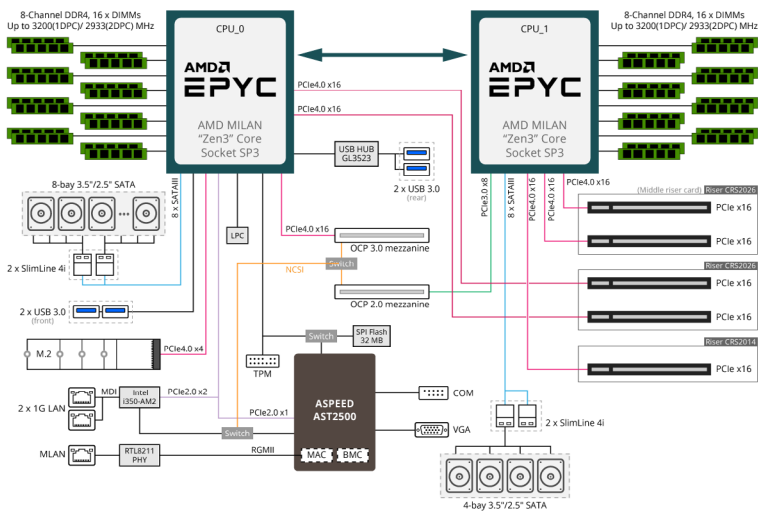 8-Channel DDR4, 16 x DIMMs
Up to 3200(1DPC)/ 2933(2DPC) MHz
CPU_0
AMD
EPYC
AMD MILAN
“Zen3” Core
Socket SP3
CPU_1
AMD
EPYC
AMD MILAN
“Zen3” Core
Socket SP3
8-Channel DDR4, 16 x DIMMs
Up to 3200(1DPC)/ 2933(2DPC) MHz
PCIe4.0 x16
PCIe4.0 x16
USB HUB
GL3523
2 x USB 3.0
(rear)
8-bay 3.5"/2.5" SATA
8 x SATAIII
2 x SlimLine 4i
LPC
PCIe4.0 x16
OCP 3.0 mezzanine
Switch
NCSI
OCP 2.0 mezzanine
PCIe3.0 x8
8 x SATAIII
PCIe4.0 x16
PCIe4.0 x16
PCIe4.0 x16
(Middle riser card)
Riser CRS2026
PCIe x16
PCIe x16
Riser CRS2026
PCIe x16
PCIe x16
Riser CRS2014
PCIe x16
2 x USB 3.0
(front)
M.2
PCIe4.0 x4
TPM
Switch
SPI Flash
32 MB
2 x 1G LAN
MDI
Intel
i350-AM2
PCIe2.0 x2
PCIe2.0 x1
Switch
ASPEED
AST2500
MAC
BMC
COM
VGA
MLAN
RTL8211
PHY
RGMII
2 x SlimLine 4i
4-bay 3.5"/2.5" SATA